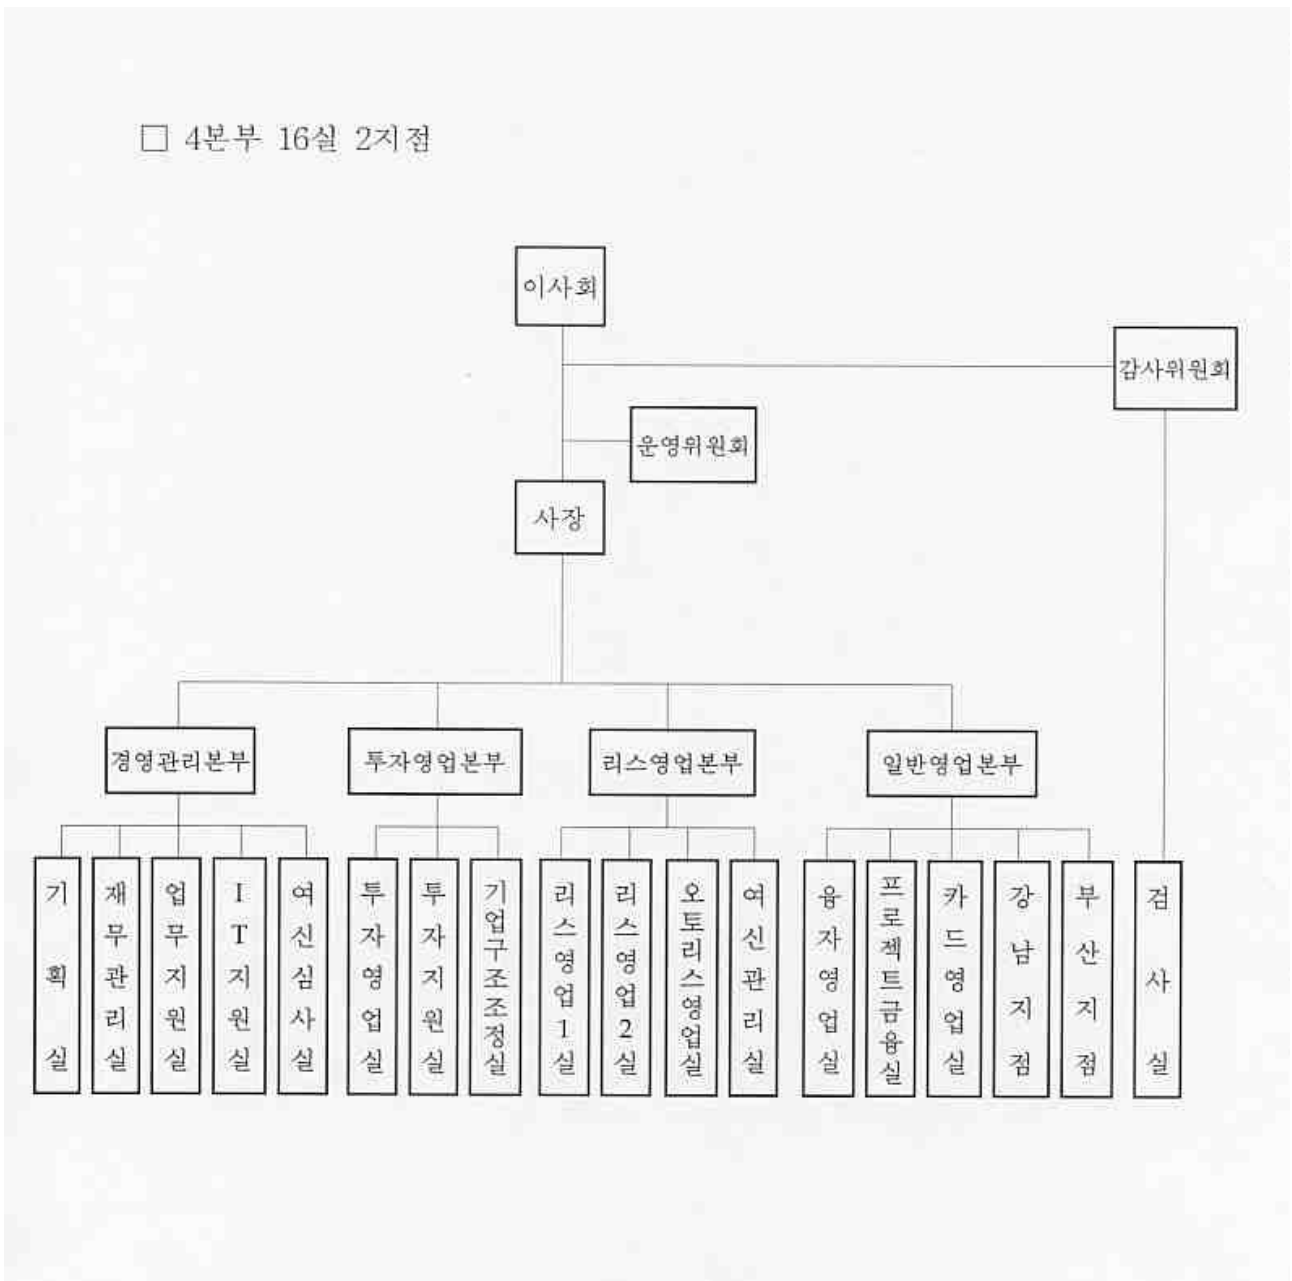 □ 4본부 16실 2지점
이사회
감사위원회
운영위원회
사장
경영관리본부
투자영업본부
리스영업본부
일반영업본부
기획실
재무관리실
업무지원실
IT지원실
여신심사실
투자영업실
투자지원실
기업구조조정실
리스영업1실
리스영업2실
오토리스영업실
여신관리실
융자영업실
프로젝트금융실
카드영업실
강남지점
부산지점
검사실